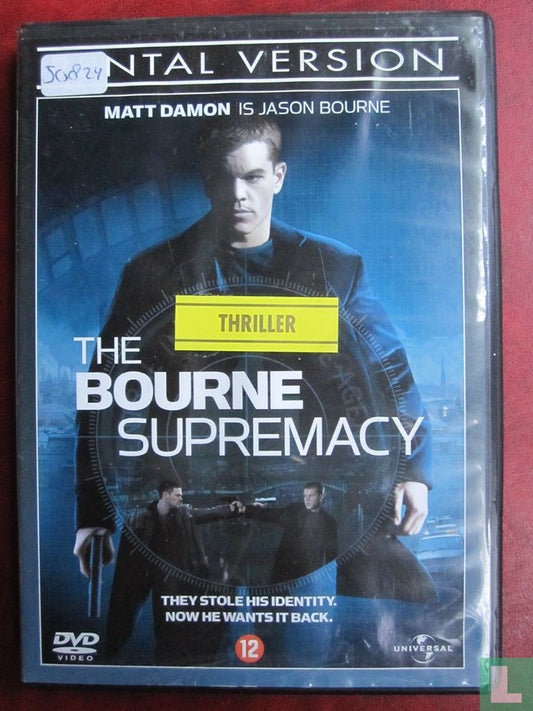 NTAL VERSION
MATT DAMON IS JASON BOURNE
THRILLER
THE
BOURNE
SUPREMACY
THEY STOLE HIS IDENTITY.
NOW HE WANTS IT BACK.
DVD
VIDEO
12
UNIVERSAL
L